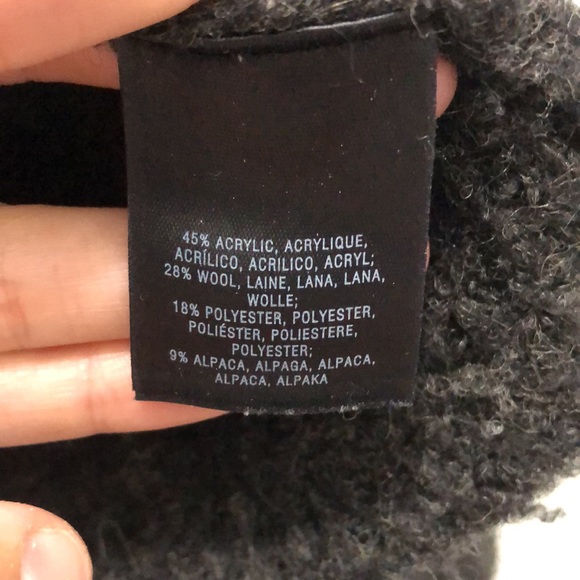 45% ACRYLIC, ACRYLIQUE,
ACRÍLICO, ACRILICO, ACRYL;
28% WOOL, LAINE, LANA, LANA,
WOLLE;
18% POLYESTER, POLYESTER,
POLIÉSTER, POLIESTERE,
POLYESTER;
9% ALPACA, ALPAGA, ALPACA,
ALPACA, ALPAKA